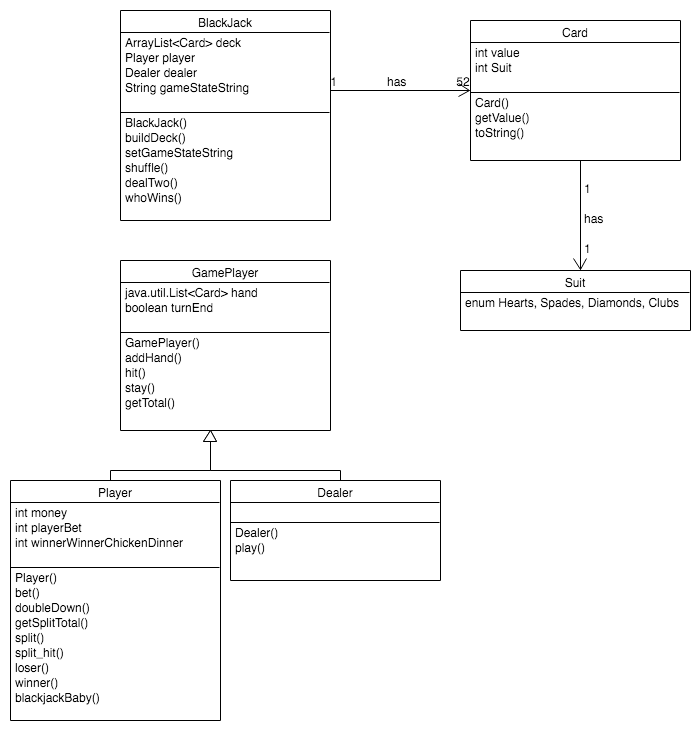 BlackJack
ArrayList<Card> deck
Player player
Dealer dealer
String gameStateString
BlackJack()
buildDeck()
setGameStateString
shuffle()
dealTwo()
whoWins()
1
has
52
Card
int value
int Suit
Card()
getValue()
toString()
1
has
1
Suit
enum Hearts, Spades, Diamonds, Clubs
GamePlayer
java.util.List<Card> hand
boolean turnEnd
GamePlayer()
addHand()
hit()
stay()
getTotal()
Player
int money
int playerBet
int winnerWinnerChickenDinner
Player()
bet()
doubleDown()
getSplitTotal()
split()
split_hit()
loser()
winner()
blackjackBaby()
Dealer
Dealer()
play()